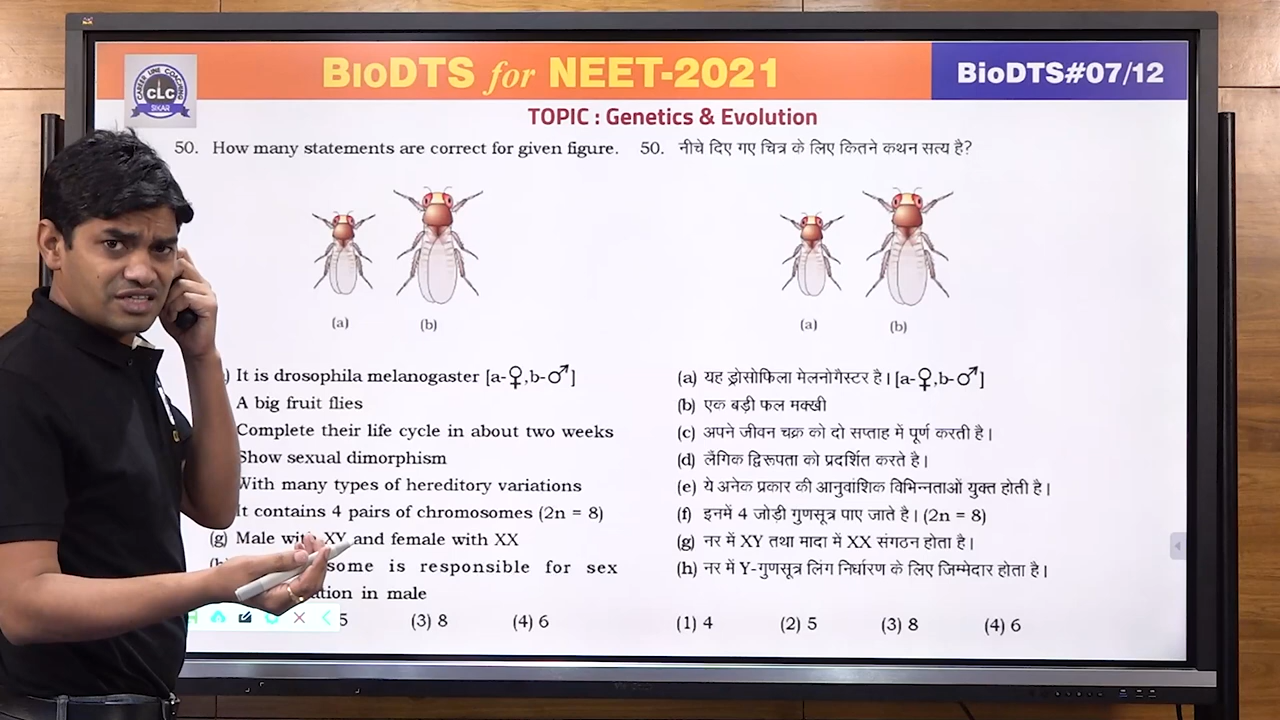 BIODTS for NEET-2021
BioDTS#07/12
CAREER LINE COACHING
CLC
SIKAR
TOPIC : Genetics & Evolution
50. How many statements are correct for given figure.
(a)
(b)
It is drosophila melanogaster [a-♀,b-♂]
A big fruit flies
Complete their life cycle in about two weeks
Show sexual dimorphism
With many types of hereditory variations
It contains 4 pairs of chromosomes (2n = 8)
(g) Male with XY and female with XX
is responsible for sex
in male
5 (3) 8 (4) 6
50. नीचे दिए गए चित्र के लिए कितने कथन सत्य है?
(a)
(b)
(a) यह ड्रोसोफिला मेलनोगैस्टर है। [a-♀,b-♂]
(b) एक बड़ी फल मक्खी
(c) अपने जीवन चक्र को दो सप्ताह में पूर्ण करती है।
(d) लैंगिक द्विरूपता को प्रदर्शित करते है।
(e) ये अनेक प्रकार की आनुवांशिक विभिन्नताओं युक्त होती है।
(f) इनमें 4 जोड़ी गुणसूत्र पाए जाते है। (2n = 8)
(g) नर में XY तथा मादा में XX संगठन होता है।
(h) नर में Y-गुणसूत्र लिंग निर्धारण के लिए जिम्मेदार होता है।
(1) 4 (2) 5 (3) 8 (4) 6